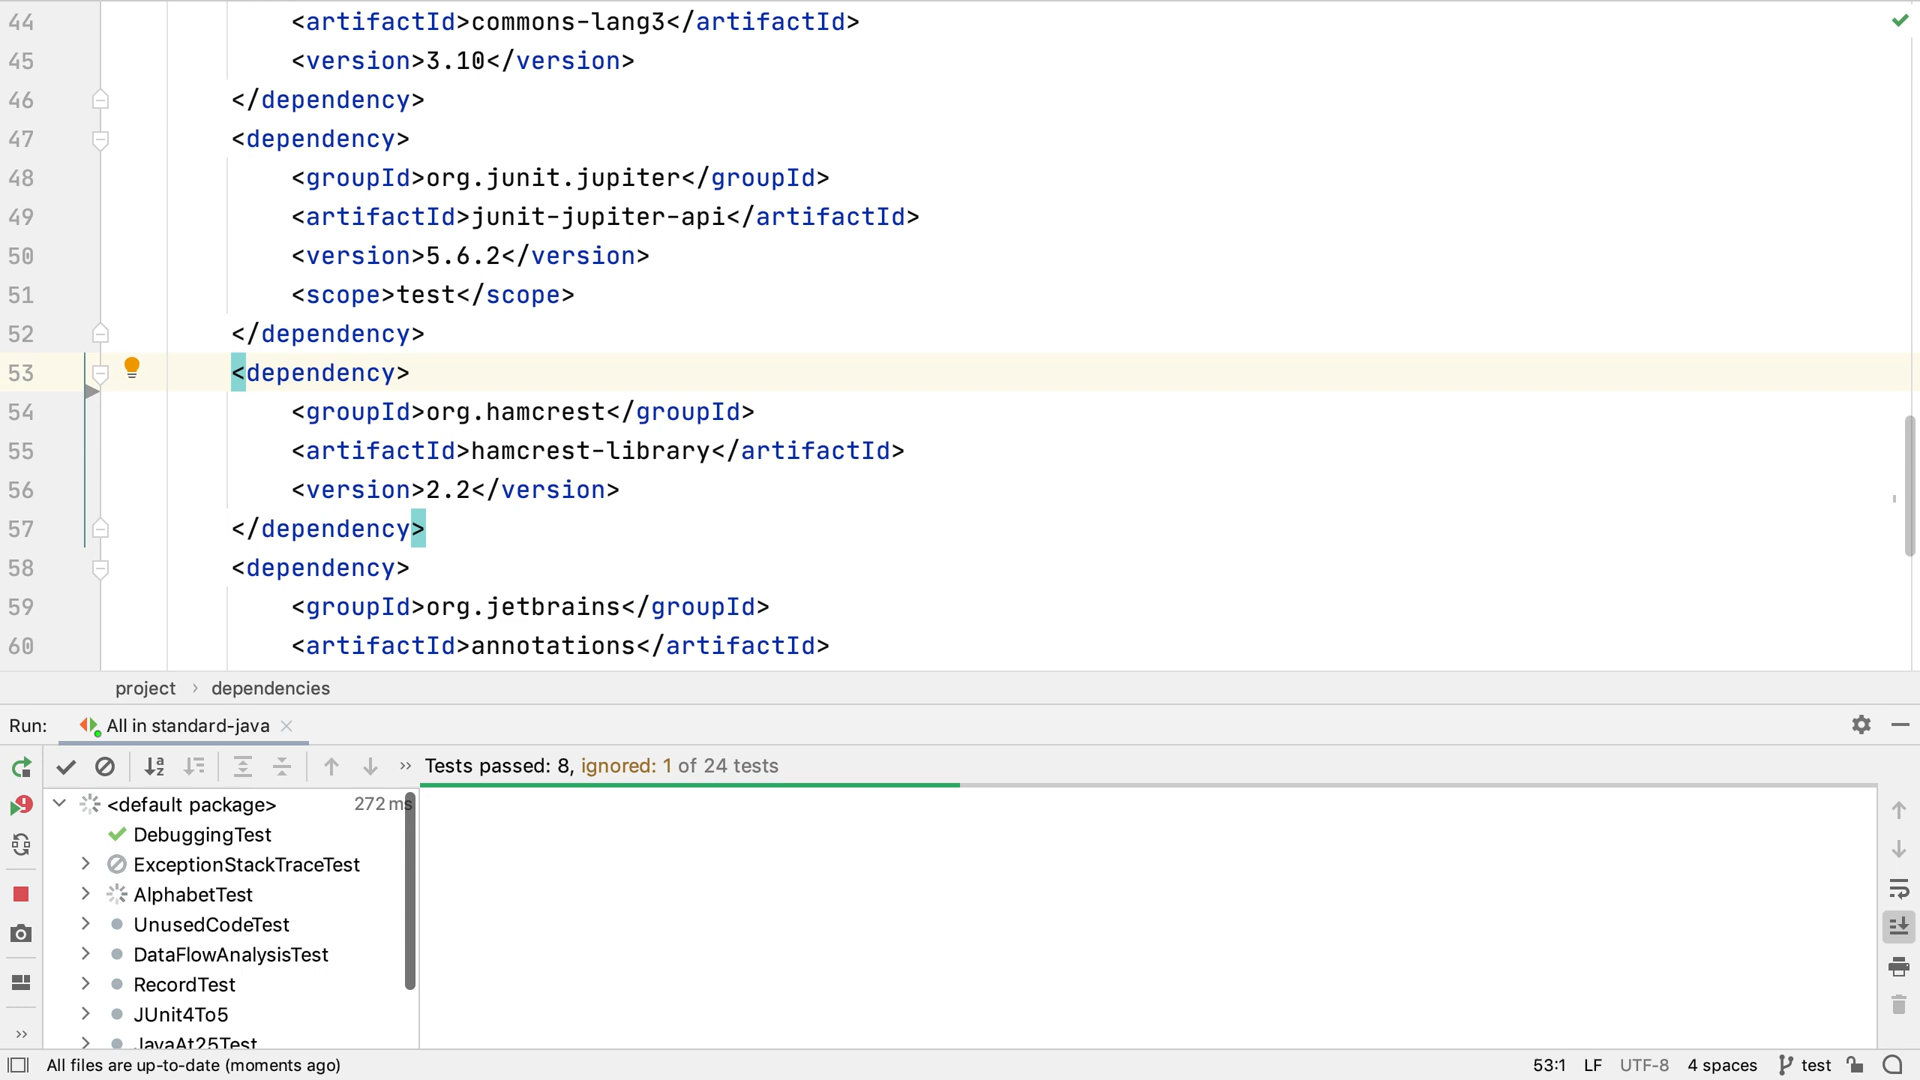 44 <artifactId>commons-lang3</artifactId>
45 <version>3.10</version>
46 </dependency>
47 <dependency>
48 <groupId>org.junit.jupiter</groupId>
49 <artifactId>junit-jupiter-api</artifactId>
50 <version>5.6.2</version>
51 <scope>test</scope>
52 </dependency>
53 <dependency>
54 <groupId>org.hamcrest</groupId>
55 <artifactId>hamcrest-library</artifactId>
56 <version>2.2</version>
57 </dependency>
58 <dependency>
59 <groupId>org.jetbrains</groupId>
60 <artifactId>annotations</artifactId>
project › dependencies
Run: All in standard-java
Tests passed: 8, ignored: 1 of 24 tests
<default package> 272 ms
DebuggingTest
ExceptionStackTraceTest
AlphabetTest
UnusedCodeTest
DataFlowAnalysisTest
RecordTest
JUnit4To5
JavaAt25Test
All files are up-to-date (moments ago) 53:1 LF UTF-8 4 spaces test